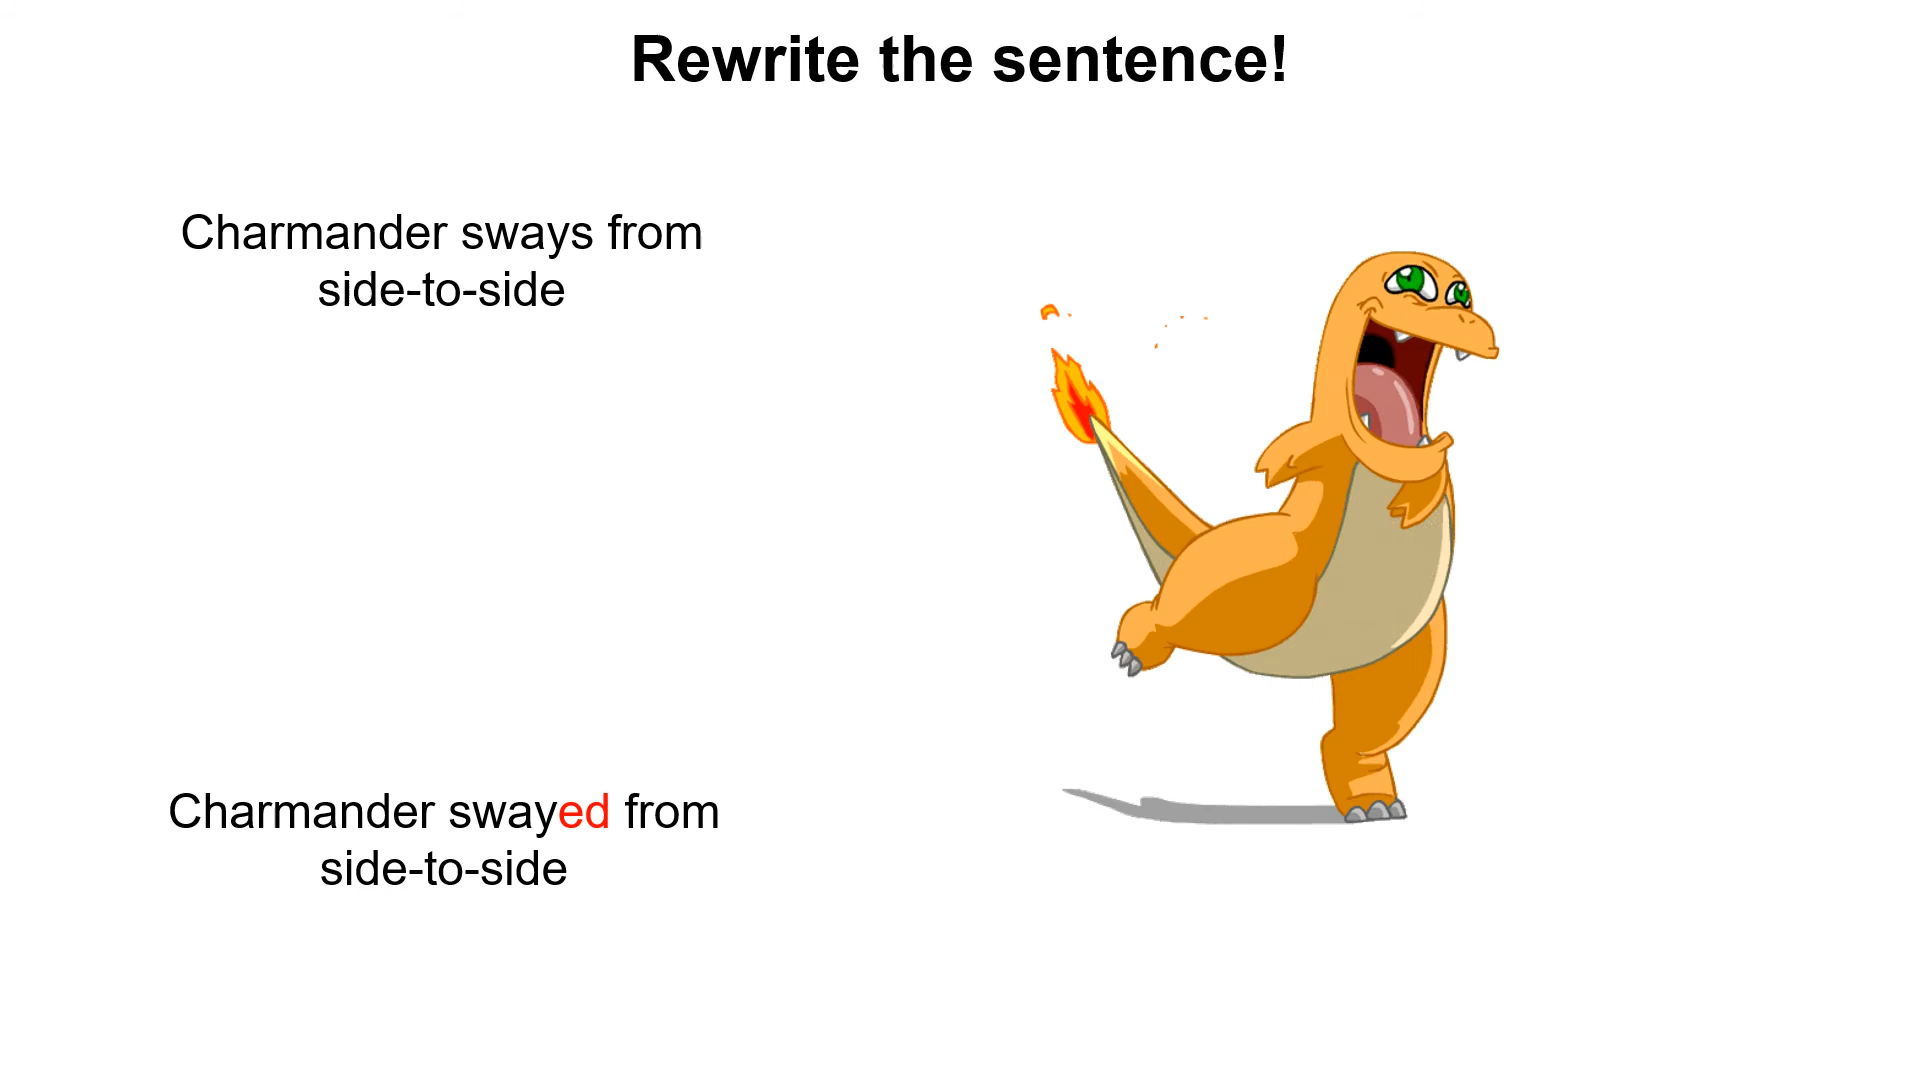 Rewrite the sentence!
Charmander sways from
side-to-side
Charmander swayed from
side-to-side